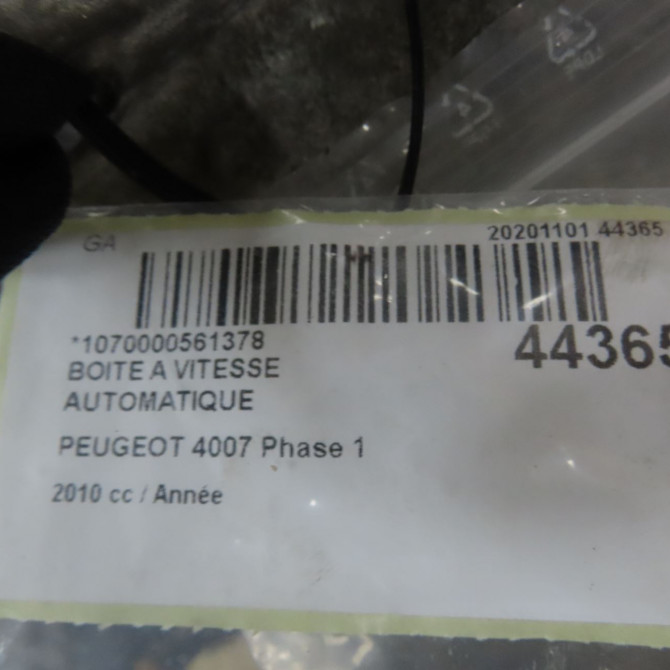 GA
20201101 44365
*1070000561378
44365
BOITE A VITESSE
AUTOMATIQUE
PEUGEOT 4007 Phase 1
2010 cc / Année